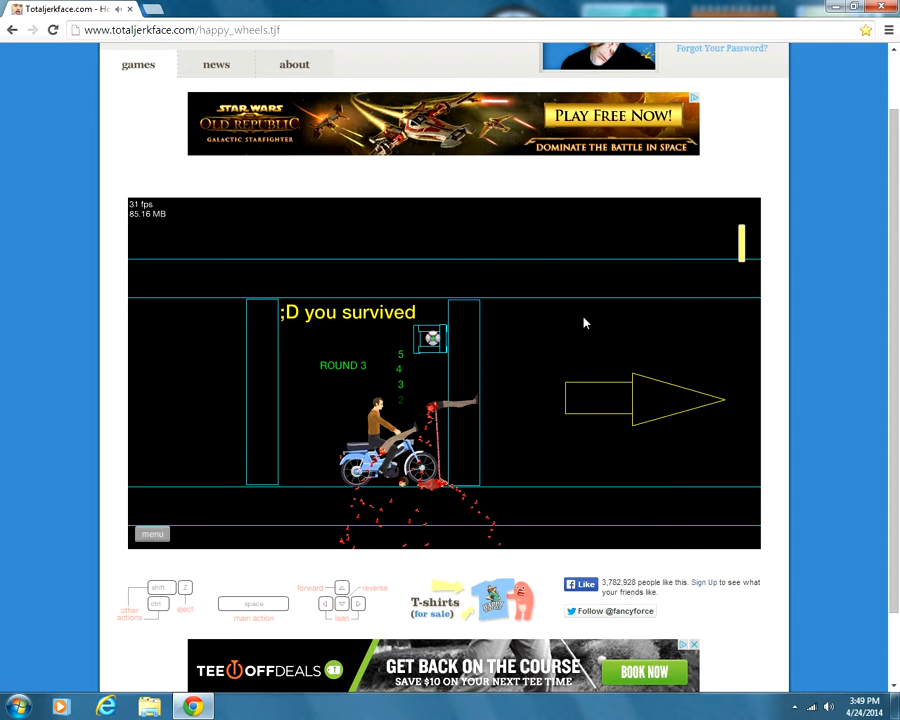 Totaljerkface.com - Ho
www.totaljerkface.com/happy_wheels.tjf
games
news
about
Forgot Your Password?
STAR WARS
THE
OLD REPUBLIC
GALACTIC STARFIGHTER
PLAY FREE NOW!
DOMINATE THE BATTLE IN SPACE
31 fps
85.16 MB
;D you survived
ROUND 3
5
4
3
2
menu
shift
Z
ctrl
other
actions
eject
space
main action
forward
reverse
lean
T-shirts
(for sale)
Like
3,782,928 people like this. Sign Up to see what
your friends like.
Follow @fancyforce
TEE OFF DEALS
GET BACK ON THE COURSE
SAVE $10 ON YOUR NEXT TEE TIME
BOOK NOW
3:49 PM
4/24/2014